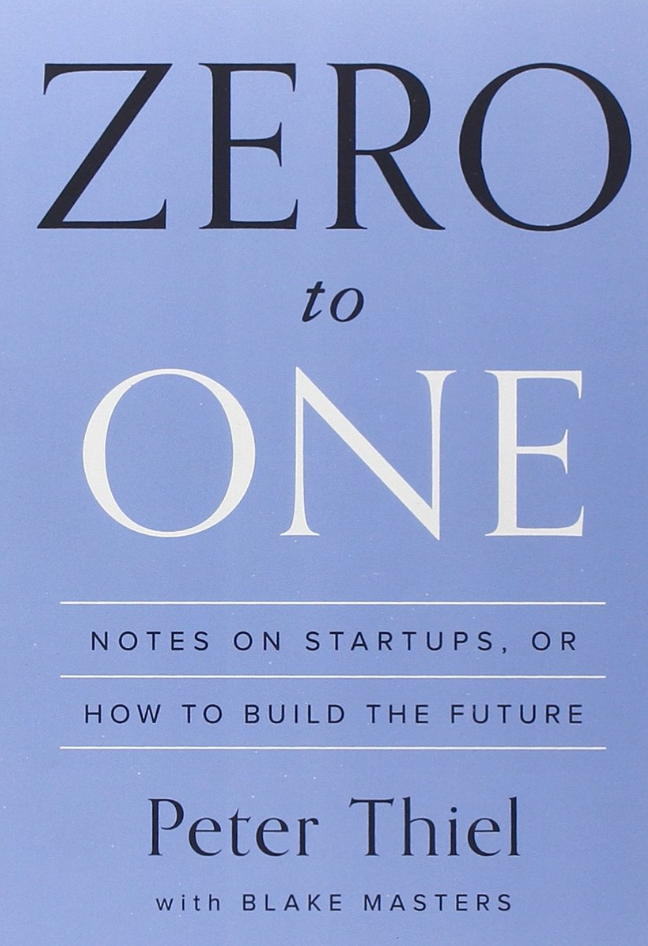 ZERO
to
ONE
NOTES ON STARTUPS, OR
HOW TO BUILD THE FUTURE
Peter Thiel
with BLAKE MASTERS